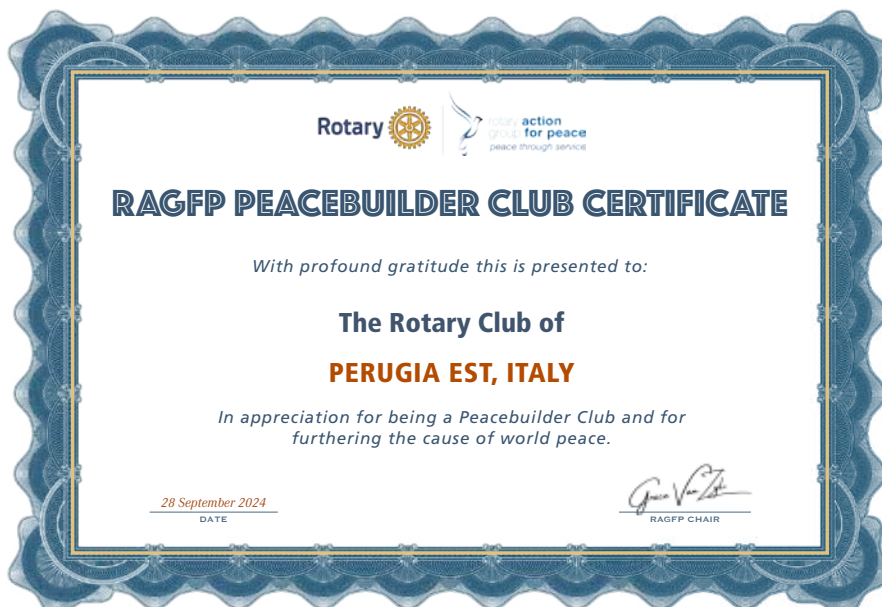 Rotary
rotary action
group for peace
peace through service
RAGFP PEACEBUILDER CLUB CERTIFICATE
With profound gratitude this is presented to:
The Rotary Club of
PERUGIA EST, ITALY
In appreciation for being a Peacebuilder Club and for
furthering the cause of world peace.
28 September 2024
DATE
RAGFP CHAIR